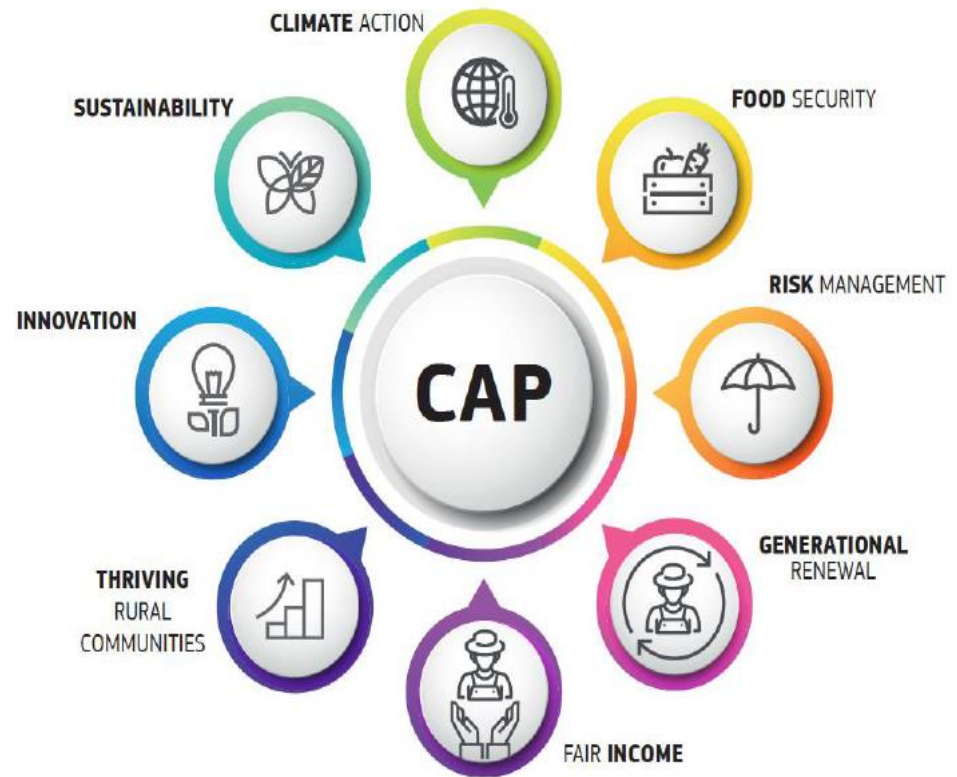 CLIMATE ACTION
SUSTAINABILITY
FOOD SECURITY
RISK MANAGEMENT
INNOVATION
CAP
GENERATIONAL
RENEWAL
THRIVING
RURAL
COMMUNITIES
FAIR INCOME